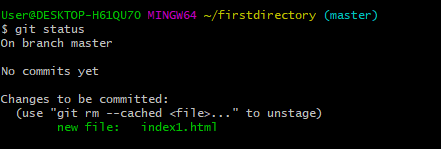 User@DESKTOP-H61QU7O MINGW64 ~/firstdirectory (master)
$ git status
On branch master
No commits yet
Changes to be committed:
(use "git rm --cached <file>..." to unstage)
new file: index1.html